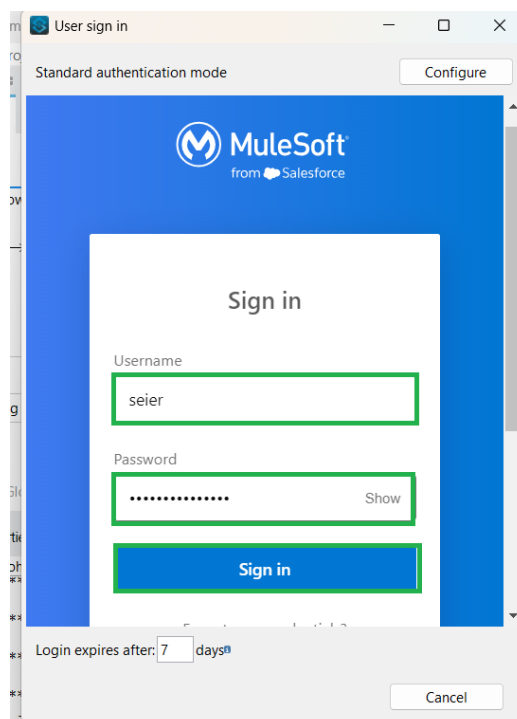 User sign in
Standard authentication mode
Configure
MuleSoft
from Salesforce
Sign in
Username
seier
Password
••••••••••••••• Show
Sign in
Login expires after: 7 days
Cancel